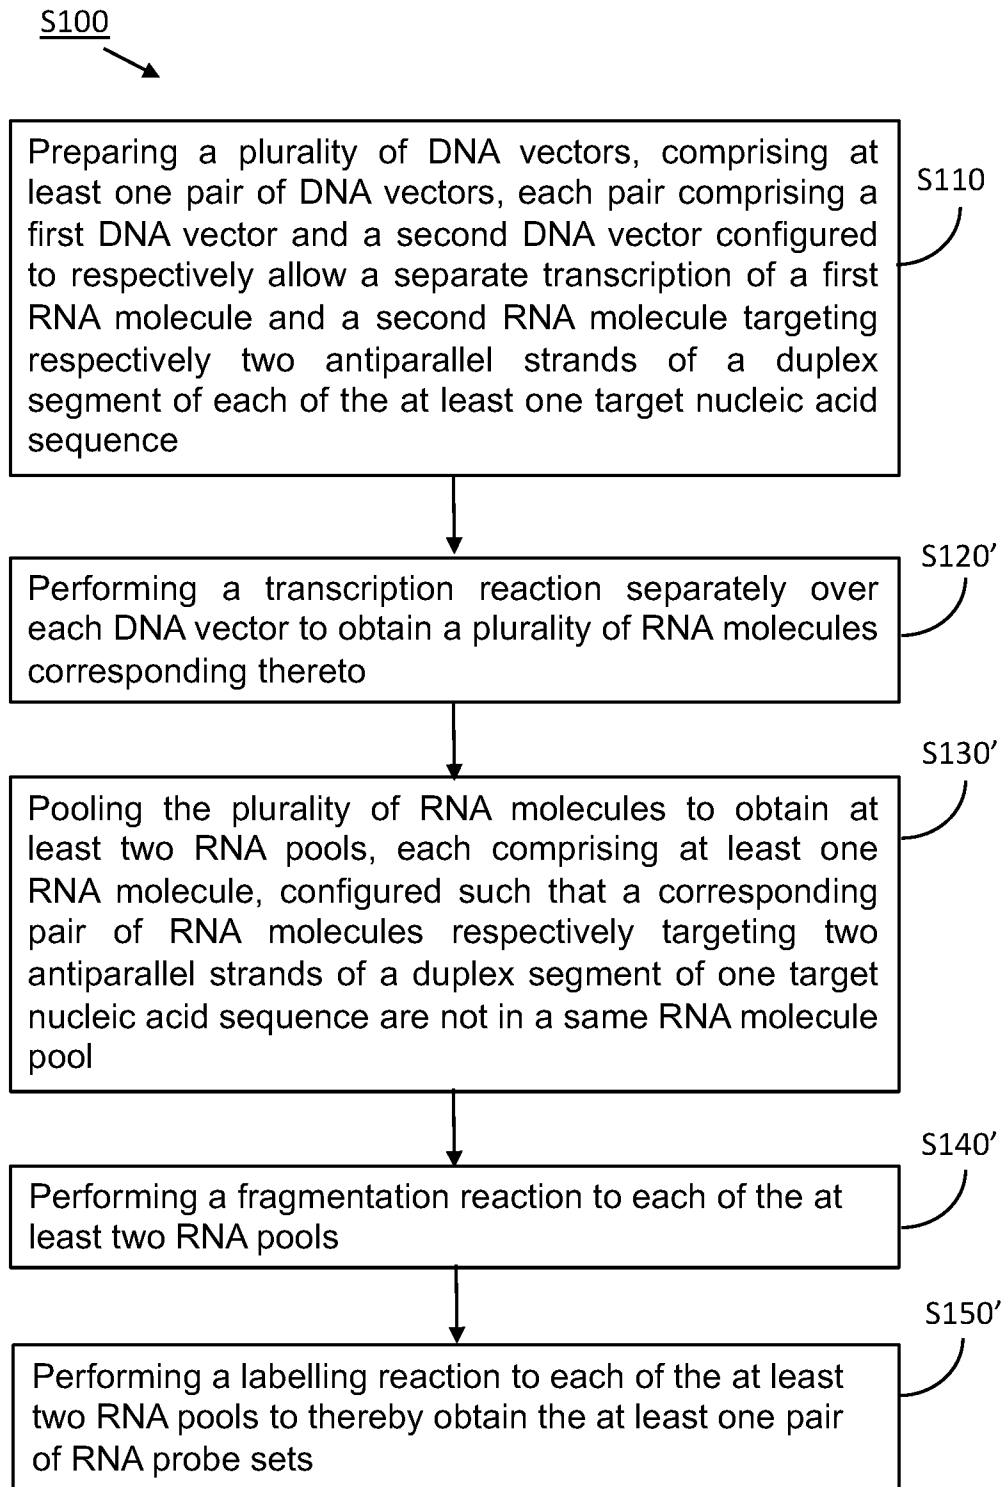 S100
Preparing a plurality of DNA vectors, comprising at
least one pair of DNA vectors, each pair comprising a
first DNA vector and a second DNA vector configured
to respectively allow a separate transcription of a first
RNA molecule and a second RNA molecule targeting
respectively two antiparallel strands of a duplex
segment of each of the at least one target nucleic acid
sequence
S110
Performing a transcription reaction separately over
each DNA vector to obtain a plurality of RNA molecules
corresponding thereto
S120’
Pooling the plurality of RNA molecules to obtain at
least two RNA pools, each comprising at least one
RNA molecule, configured such that a corresponding
pair of RNA molecules respectively targeting two
antiparallel strands of a duplex segment of one target
nucleic acid sequence are not in a same RNA molecule
pool
S130’
Performing a fragmentation reaction to each of the at
least two RNA pools
S140’
Performing a labelling reaction to each of the at least
two RNA pools to thereby obtain the at least one pair
of RNA probe sets
S150’